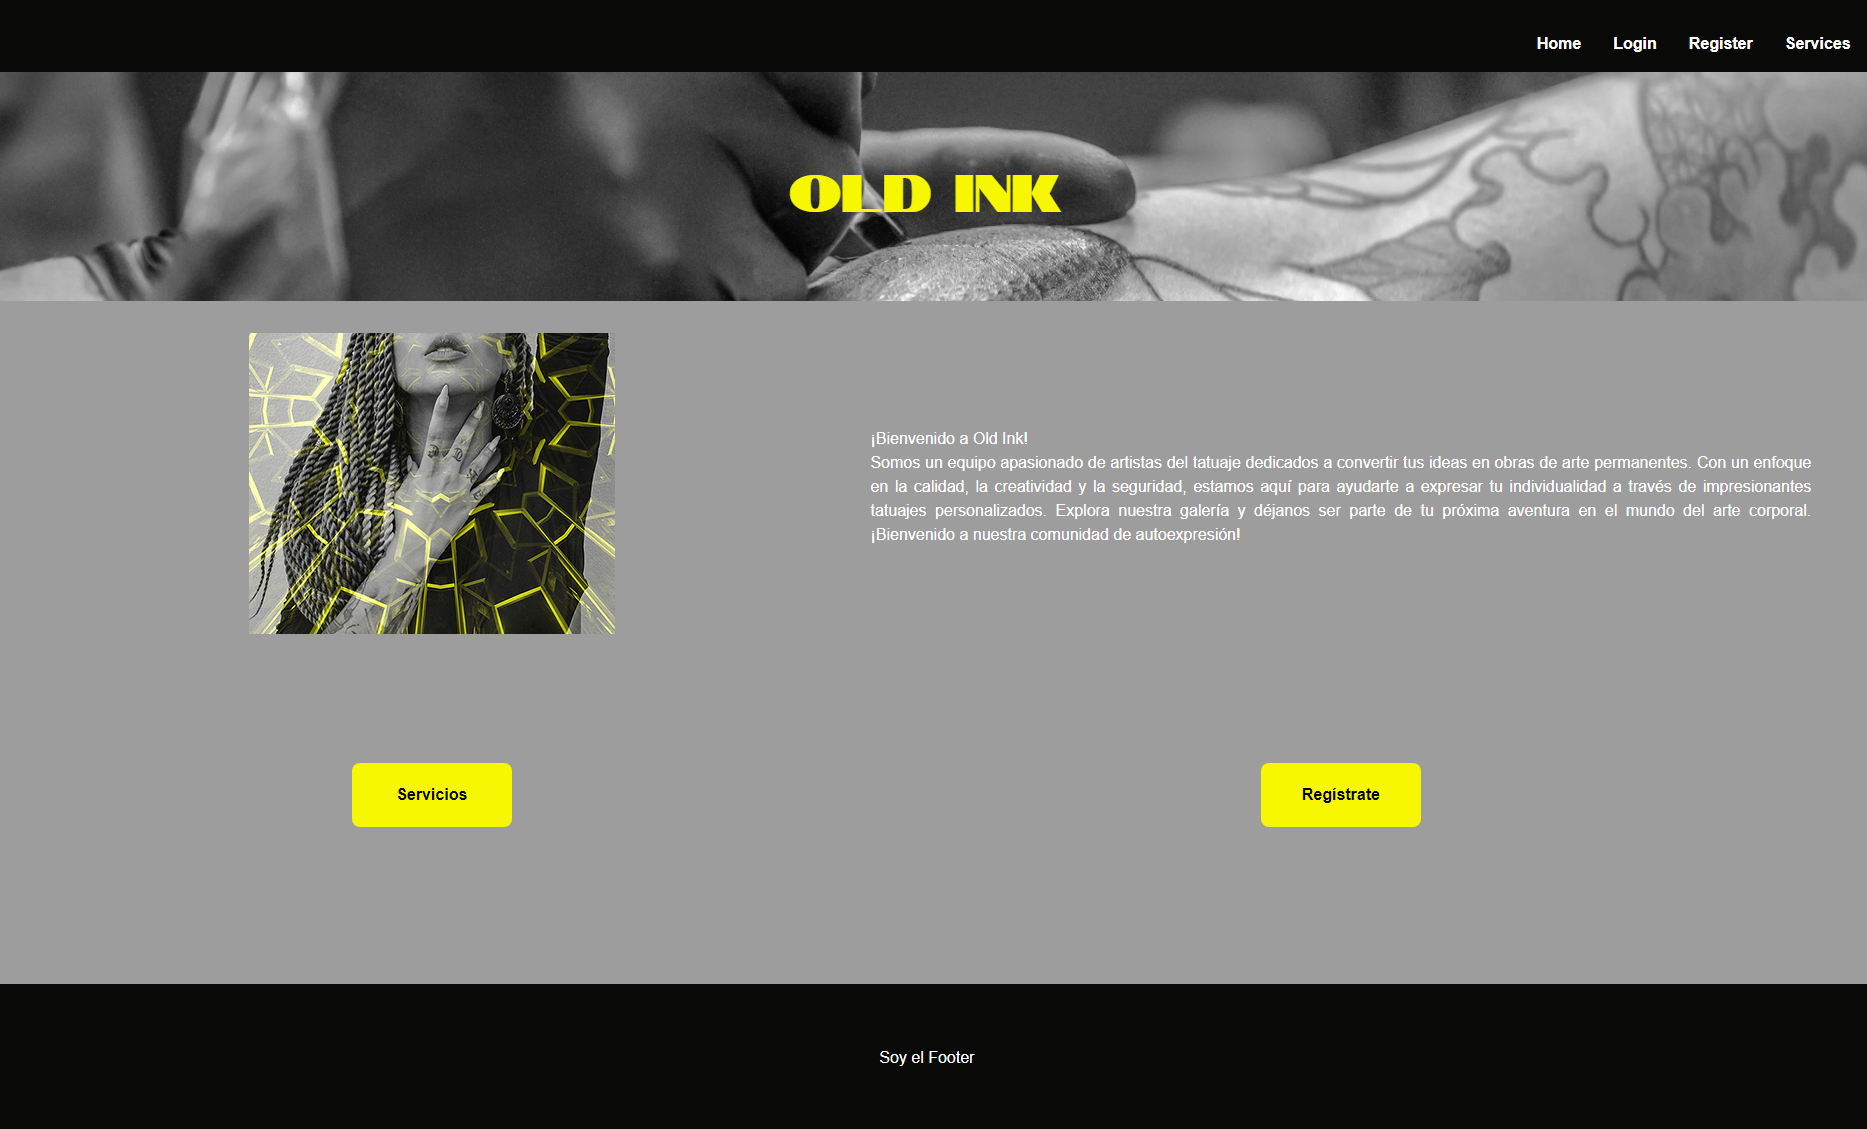 Home Login Register Services
OLD INK
¡Bienvenido a Old Ink!
Somos un equipo apasionado de artistas del tatuaje dedicados a convertir tus ideas en obras de arte permanentes. Con un enfoque
en la calidad, la creatividad y la seguridad, estamos aquí para ayudarte a expresar tu individualidad a través de impresionantes
tatuajes personalizados. Explora nuestra galería y déjanos ser parte de tu próxima aventura en el mundo del arte corporal.
¡Bienvenido a nuestra comunidad de autoexpresión!
Servicios
Regístrate
Soy el Footer